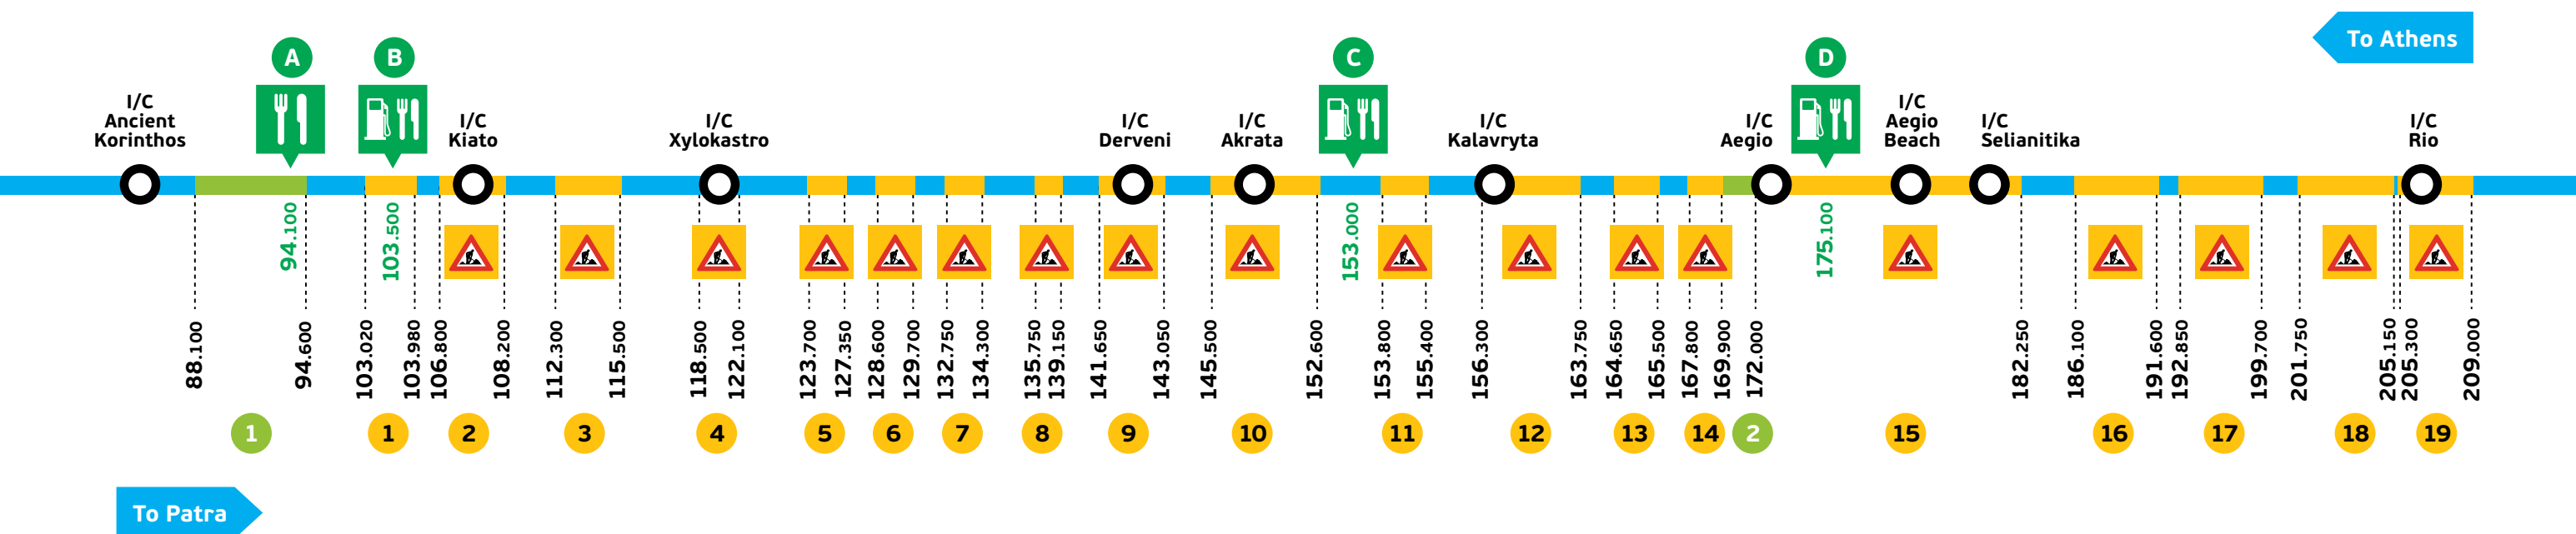 To Athens
A
B
C
D
I/C
Ancient
Korinthos
I/C
Kiato
I/C
Xylokastro
I/C
Derveni
I/C
Akrata
I/C
Kalavryta
I/C
Aegio
I/C
Aegio
Beach
I/C
Selianitika
I/C
Rio
94.100
103.500
153.000
175.100
88.100
94.600
103.020
103.980
106.800
108.200
112.300
115.500
118.500
122.100
123.700
127.350
128.600
129.700
132.750
134.300
135.750
139.150
141.650
143.050
145.500
152.600
153.800
155.400
156.300
163.750
164.650
165.500
167.800
169.900
172.000
182.250
186.100
191.600
192.850
199.700
201.750
205.150
205.300
209.000
1
1
2
3
4
5
6
7
8
9
10
11
12
13
14
2
15
16
17
18
19
To Patra